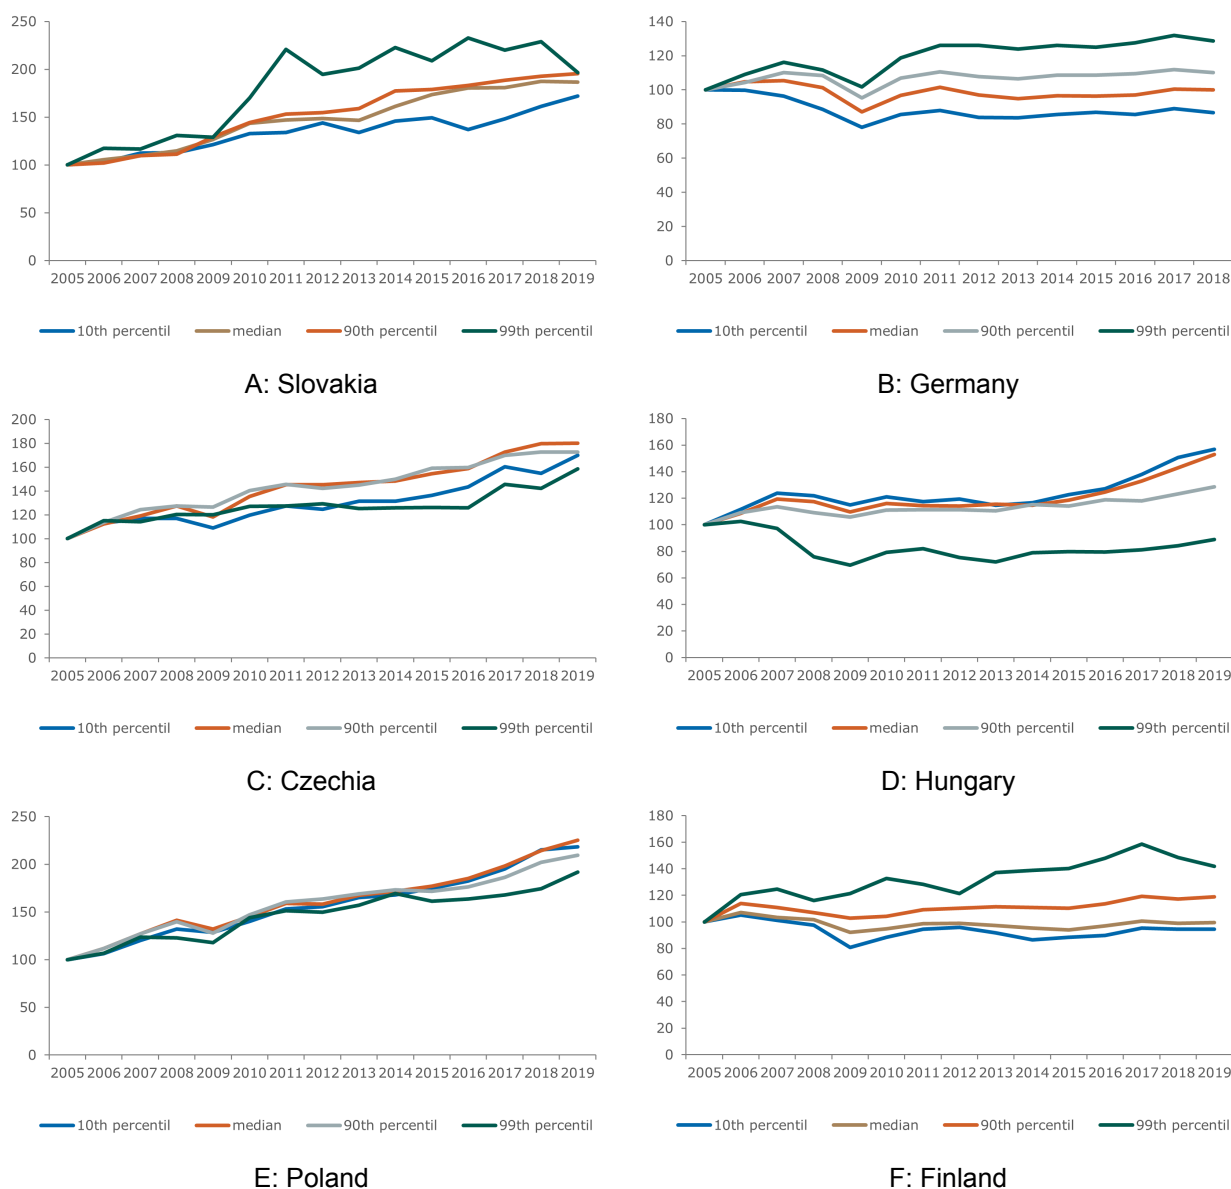 250
200
150
100
50
0
2005 2006 2007 2008 2009 2010 2011 2012 2013 2014 2015 2016 2017 2018 2019
10th percentil median 90th percentil 99th percentil
A: Slovakia
140
120
100
80
60
40
20
0
2005 2006 2007 2008 2009 2010 2011 2012 2013 2014 2015 2016 2017 2018
10th percentil median 90th percentil 99th percentil
B: Germany
200
180
160
140
120
100
80
60
40
20
0
2005 2006 2007 2008 2009 2010 2011 2012 2013 2014 2015 2016 2017 2018 2019
10th percentil median 90th percentil 99th percentil
C: Czechia
180
160
140
120
100
80
60
40
20
0
2005 2006 2007 2008 2009 2010 2011 2012 2013 2014 2015 2016 2017 2018 2019
10th percentil median 90th percentil 99th percentil
D: Hungary
250
200
150
100
50
0
2005 2006 2007 2008 2009 2010 2011 2012 2013 2014 2015 2016 2017 2018 2019
10th percentil median 90th percentil 99th percentil
E: Poland
180
160
140
120
100
80
60
40
20
0
2005 2006 2007 2008 2009 2010 2011 2012 2013 2014 2015 2016 2017 2018 2019
10th percentil median 90th percentil 99th percentil
F: Finland